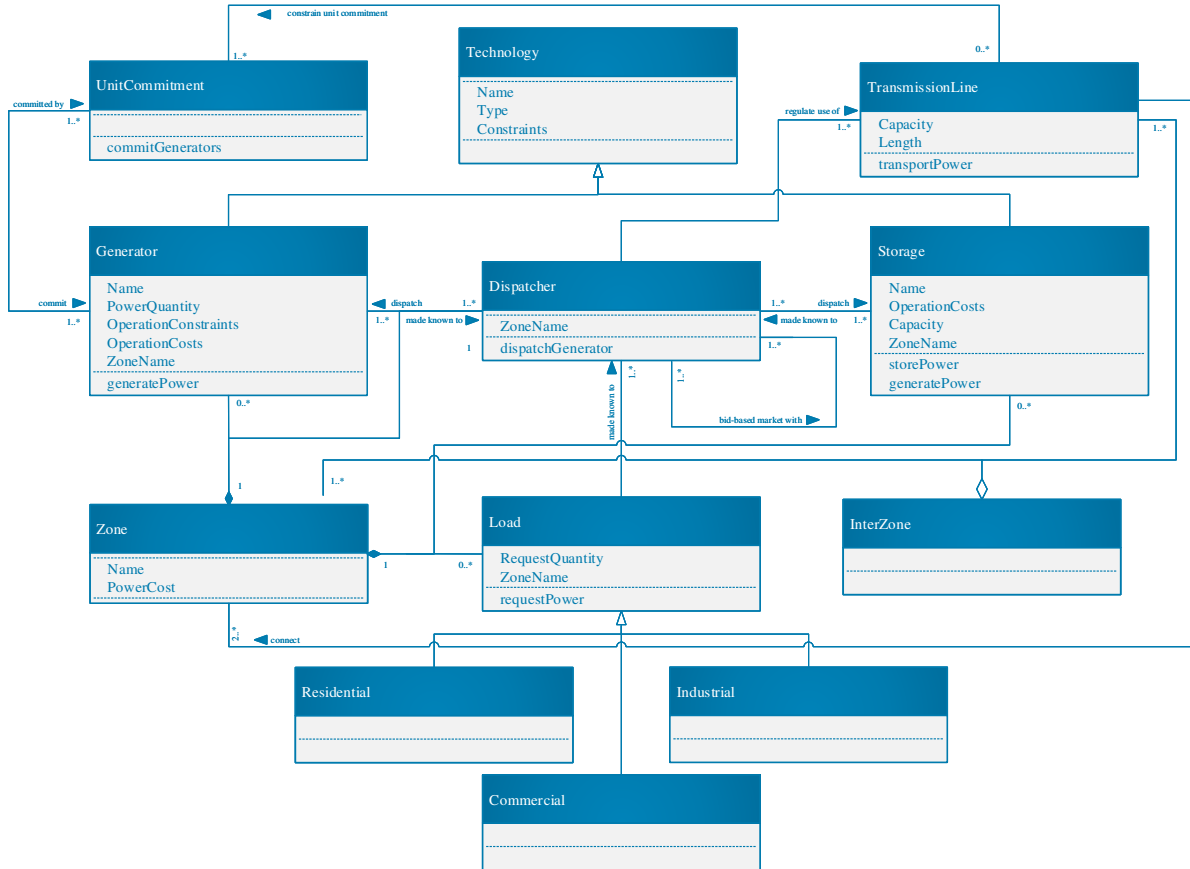 constrain unit commitment
1..*
0..*
Technology
Name
Type
Constraints
UnitCommitment
commitGenerators
committed by
1..*
TransmissionLine
Capacity
Length
transportPower
regulate use of
1..*
1..*
Generator
Name
PowerQuantity
OperationConstraints
OperationCosts
ZoneName
generatePower
commit
1..*
dispatch
1..*
1..*
made known to
1
Dispatcher
ZoneName
dispatchGenerator
1..*
dispatch
made known to
1..*
1..*
Storage
Name
OperationCosts
Capacity
ZoneName
storePower
generatePower
0..*
0..*
made known to
1..*
1..*
bid-based market with
1
1..*
Zone
Name
PowerCost
1
0..*
Load
RequestQuantity
ZoneName
requestPower
InterZone
2..*
connect
Residential
Industrial
Commercial